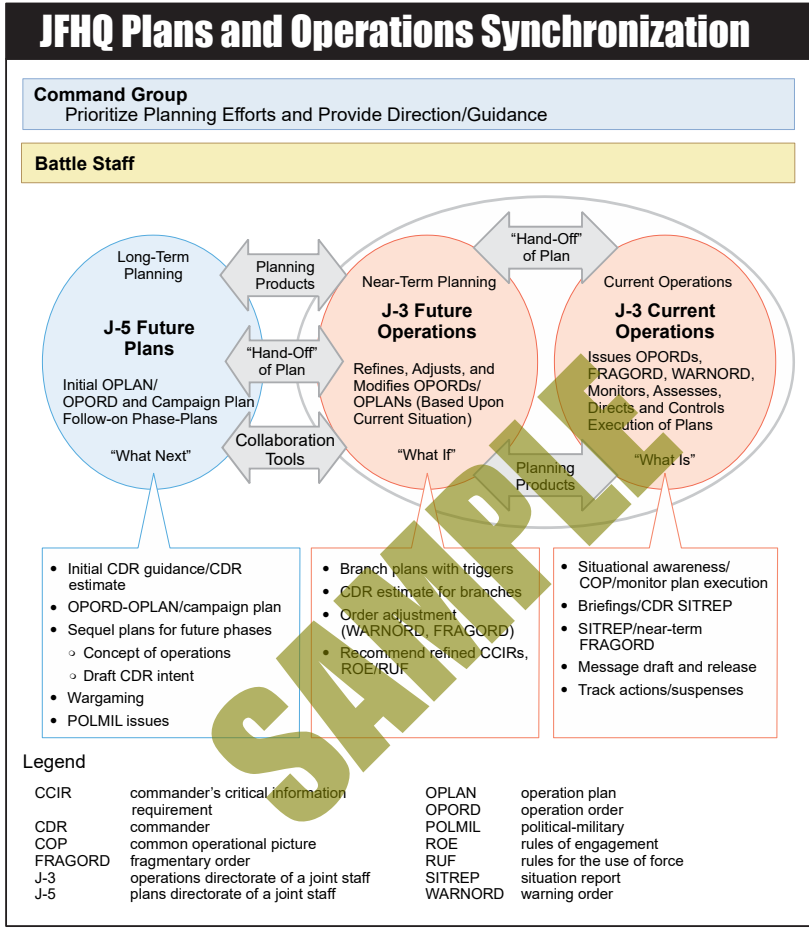 JFHQ Plans and Operations Synchronization
Command Group
Prioritize Planning Efforts and Provide Direction/Guidance
Battle Staff
Long-Term
Planning
J-5 Future
Plans
Initial OPLAN/
OPORD and Campaign Plan
Follow-on Phase-Plans
"What Next"
Planning
Products
"Hand-Off"
of Plan
Collaboration
Tools
Near-Term Planning
J-3 Future
Operations
Refines, Adjusts, and
Modifies OPORDs/
OPLANs (Based Upon
Current Situation)
"What If"
"Hand-Off"
of Plan
Planning
Products
Current Operations
J-3 Current
Operations
Issues OPORDs,
FRAGORD, WARNORD,
Monitors, Assesses,
Directs and Controls
Execution of Plans
"What Is"
• Initial CDR guidance/CDR
estimate
• OPORD-OPLAN/campaign plan
• Sequel plans for future phases
○ Concept of operations
○ Draft CDR intent
• Wargaming
• POLMIL issues
• Branch plans with triggers
• CDR estimate for branches
• Order adjustment
(WARNORD, FRAGORD)
• Recommend refined CCIRs,
ROE/RUF
• Situational awareness/
COP/monitor plan execution
• Briefings/CDR SITREP
• SITREP/near-term
FRAGORD
• Message draft and release
• Track actions/suspenses
SAMPLE
Legend
CCIR commander's critical information
requirement
CDR commander
COP common operational picture
FRAGORD fragmentary order
J-3 operations directorate of a joint staff
J-5 plans directorate of a joint staff
OPLAN operation plan
OPORD operation order
POLMIL political-military
ROE rules of engagement
RUF rules for the use of force
SITREP situation report
WARNORD warning order